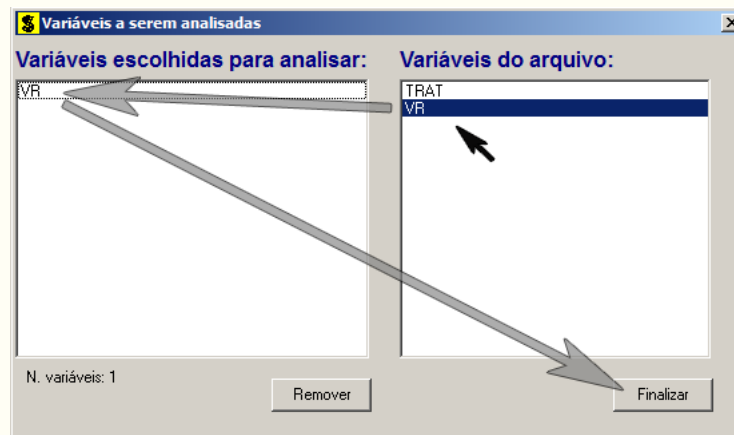 Variáveis a serem analisadas
Variáveis escolhidas para analisar:
Variáveis do arquivo:
VR
TRAT
VR
N. variáveis: 1
Remover
Finalizar